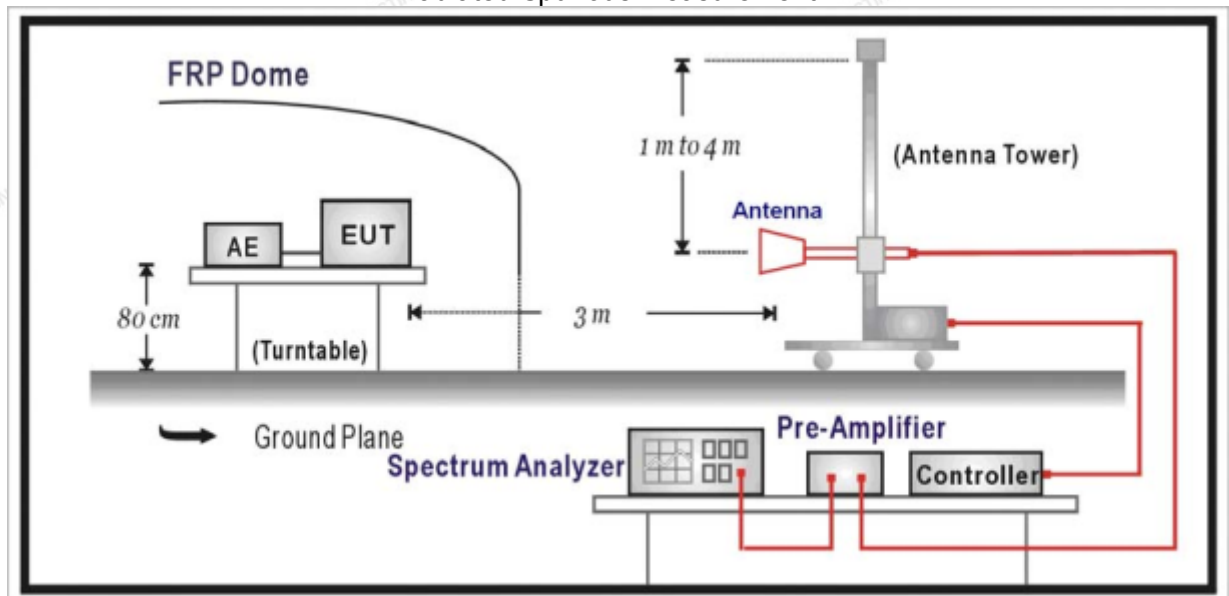 FRP Dome
1 m to 4 m
(Antenna Tower)
Antenna
AE
EUT
80 cm
3 m
(Turntable)
Ground Plane
Pre-Amplifier
Spectrum Analyzer
Controller